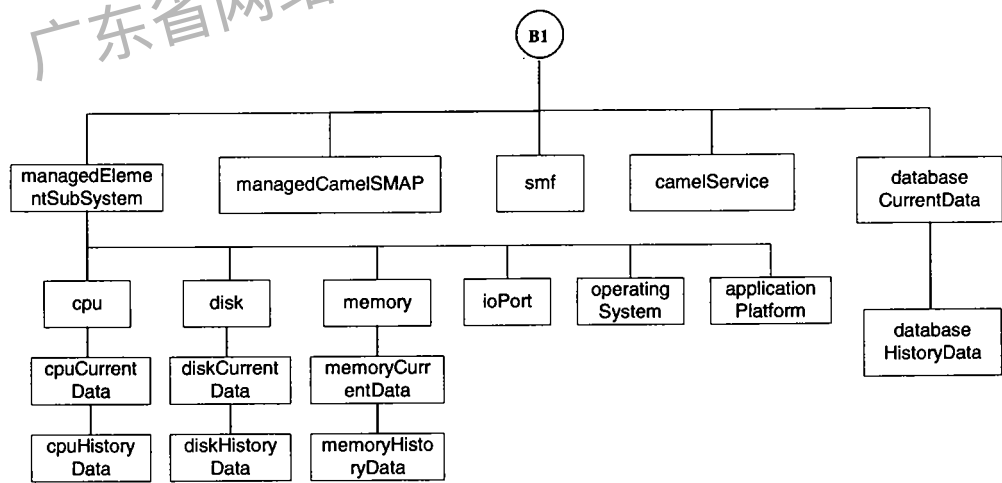 广东省网络
B1
managedEleme
ntSubSystem
managedCamelSMAP
smf
camelService
database
CurrentData
cpu
disk
memory
ioPort
operating
System
application
Platform
database
HistoryData
cpuCurrent
Data
diskCurrent
Data
memoryCurr
entData
cpuHistory
Data
diskHistory
Data
memoryHisto
ryData